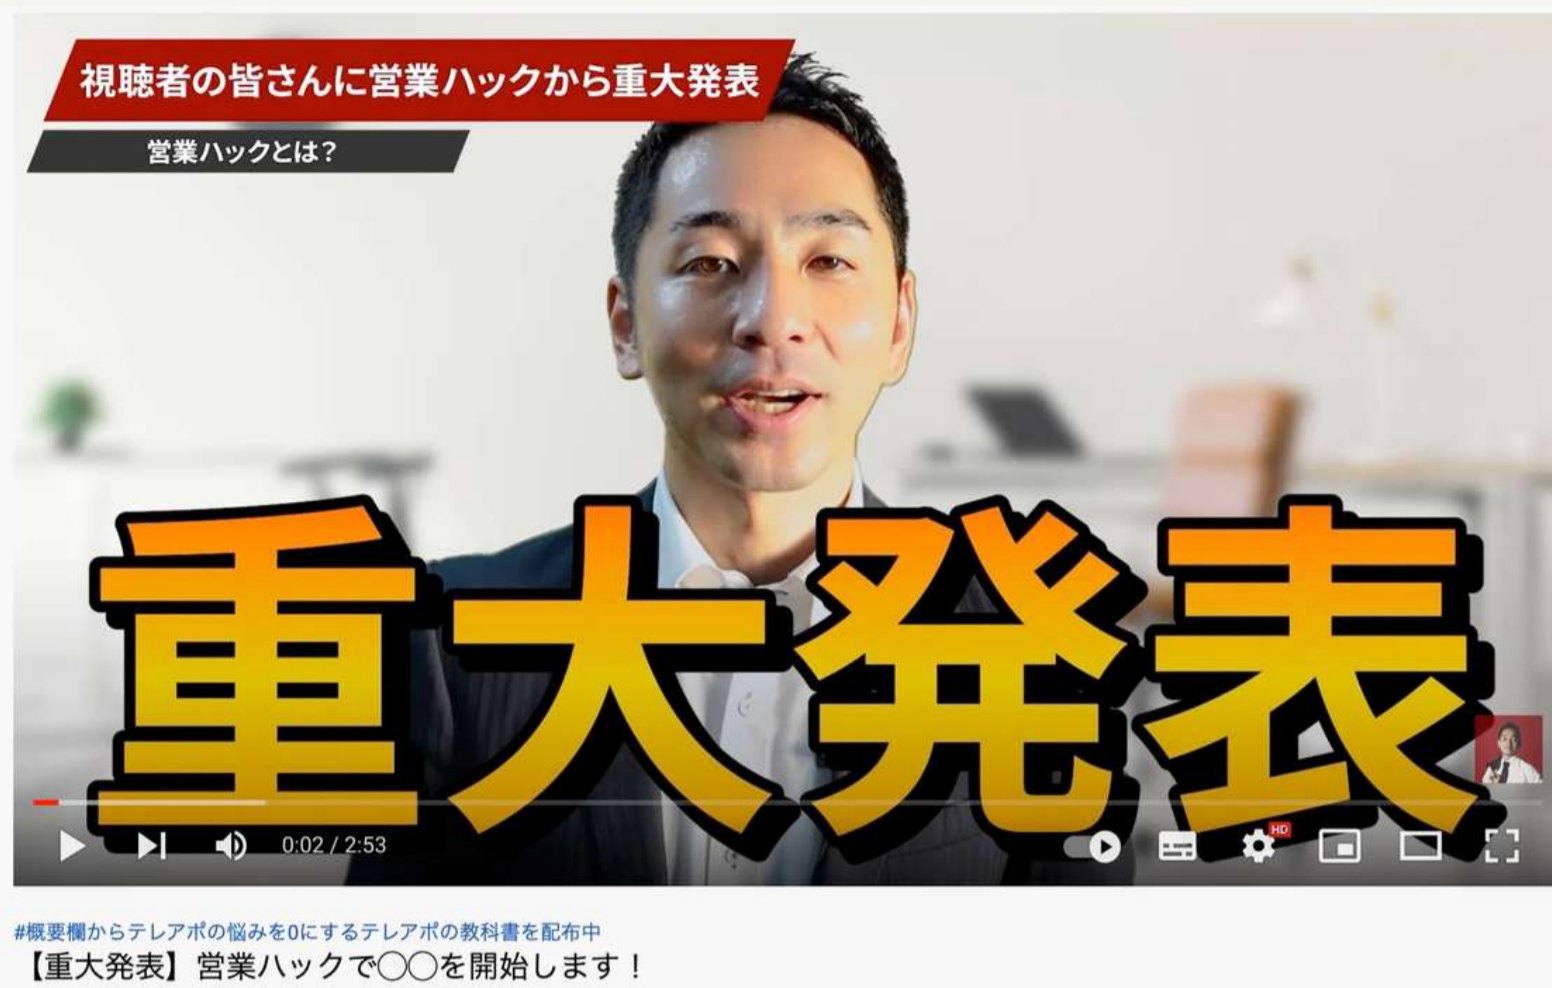 視聴者の皆さんに営業ハックから重大発表
営業ハックとは?
重大発表
0:02 / 2:53
HD
#概要欄からテレアポの悩みを0にするテレアポの教科書を配布中
【重大発表】営業ハックで◯◯を開始します!